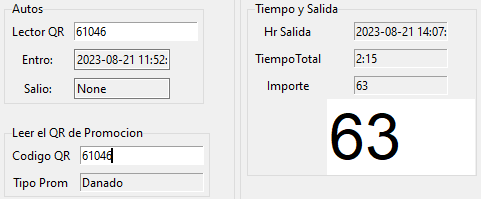 Autos
Lector QR 61046
Entro: 2023-08-21 11:52:
Salio: None
Leer el QR de Promocion
Codigo QR 61046
Tipo Prom Danado
Tiempo y Salida
Hr Salida 2023-08-21 14:07:
TiempoTotal 2:15
Importe 63
63